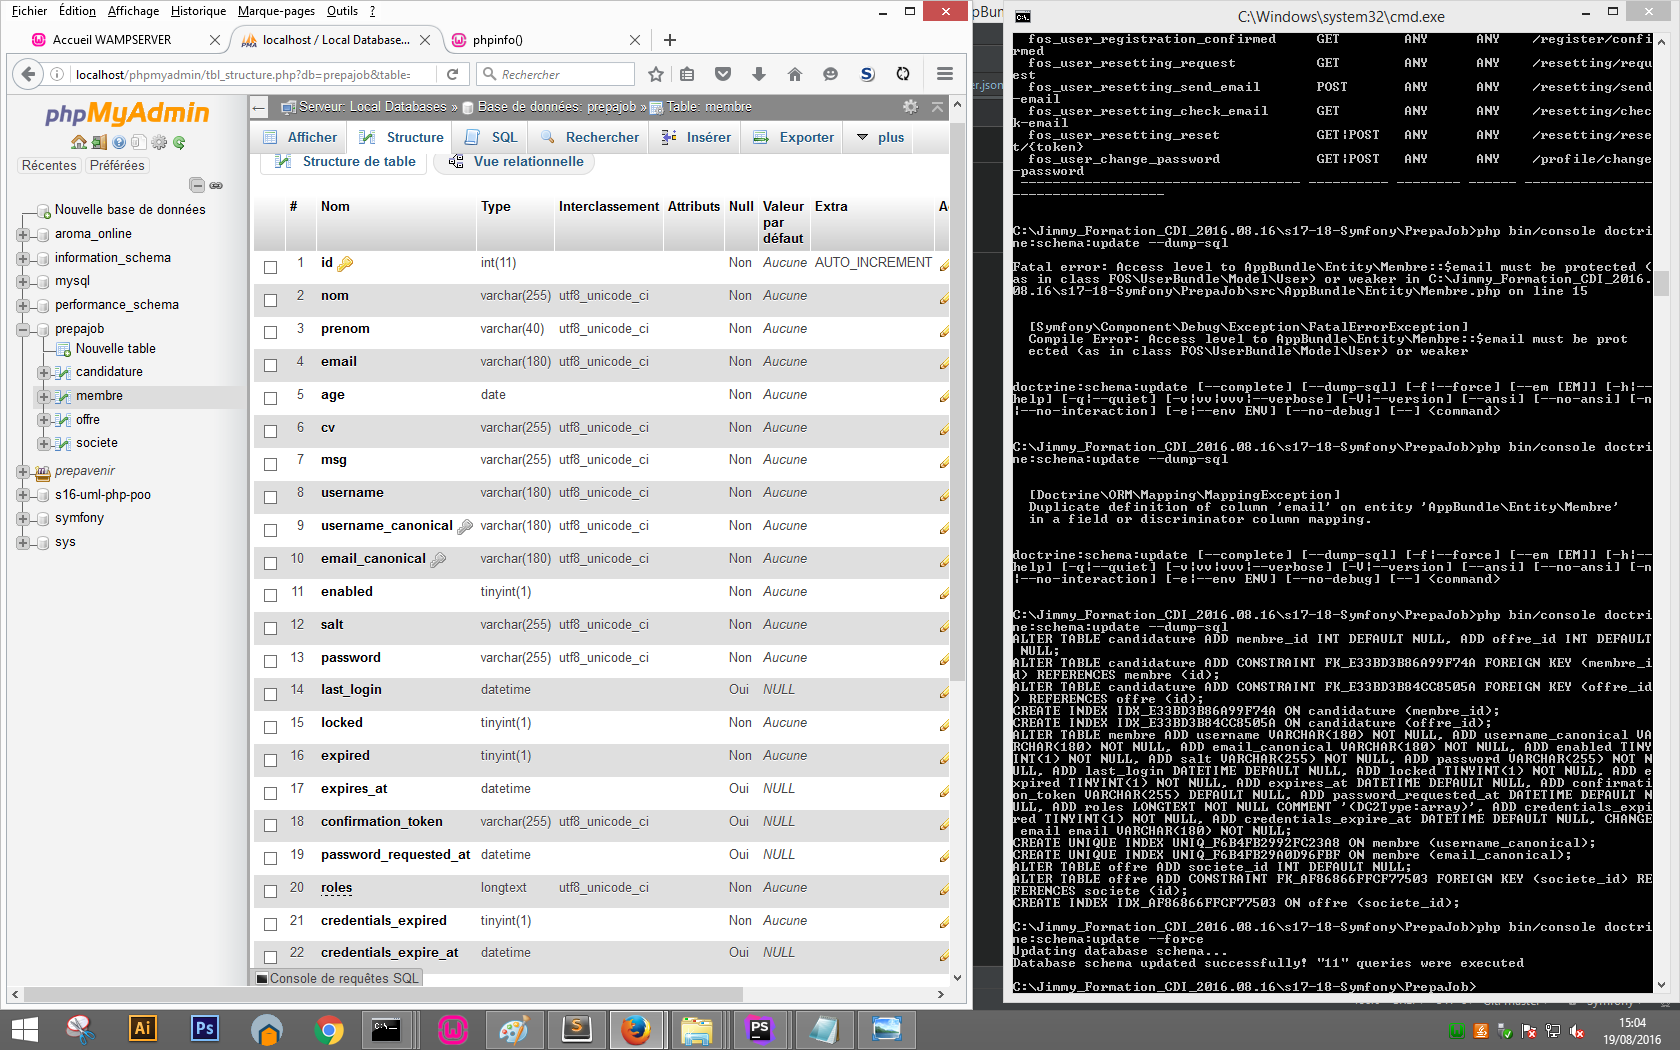 Fichier Édition Affichage Historique Marque-pages Outils ?
Accueil WAMPSERVER
localhost / Local Database...
phpinfo()
localhost/phpmyadmin/tbl_structure.php?db=prepajob&table=
Rechercher
phpMyAdmin
Récentes Préférées
Nouvelle base de données
aroma_online
information_schema
mysql
performance_schema
prepajob
Nouvelle table
candidature
membre
offre
societe
prepavenir
s16-uml-php-poo
symfony
sys
Serveur: Local Databases » Base de données: prepajob » Table: membre
Afficher Structure SQL Rechercher Insérer Exporter plus
Structure de table Vue relationnelle
# Nom Type Interclassement Attributs Null Valeur par défaut Extra
1 id int(11) Non Aucune AUTO_INCREMENT
2 nom varchar(255) utf8_unicode_ci Non Aucune
3 prenom varchar(40) utf8_unicode_ci Non Aucune
4 email varchar(180) utf8_unicode_ci Non Aucune
5 age date Non Aucune
6 cv varchar(255) utf8_unicode_ci Non Aucune
7 msg varchar(255) utf8_unicode_ci Non Aucune
8 username varchar(180) utf8_unicode_ci Non Aucune
9 username_canonical varchar(180) utf8_unicode_ci Non Aucune
10 email_canonical varchar(180) utf8_unicode_ci Non Aucune
11 enabled tinyint(1) Non Aucune
12 salt varchar(255) utf8_unicode_ci Non Aucune
13 password varchar(255) utf8_unicode_ci Non Aucune
14 last_login datetime Oui NULL
15 locked tinyint(1) Non Aucune
16 expired tinyint(1) Non Aucune
17 expires_at datetime Oui NULL
18 confirmation_token varchar(255) utf8_unicode_ci Oui NULL
19 password_requested_at datetime Oui NULL
20 roles longtext utf8_unicode_ci Non Aucune
21 credentials_expired tinyint(1) Non Aucune
22 credentials_expire_at datetime Oui NULL
Console de requêtes SQL
C:\Windows\system32\cmd.exe
fos_user_registration_confirmed GET ANY ANY /register/confi
rmed
fos_user_resetting_request GET ANY ANY /resetting/requ
est
fos_user_resetting_send_email POST ANY ANY /resetting/send
-email
fos_user_resetting_check_email GET ANY ANY /resetting/chec
k-email
fos_user_resetting_reset GET|POST ANY ANY /resetting/rese
t/{token}
fos_user_change_password GET|POST ANY ANY /profile/change
-password
C:\Jimmy_Formation_CDI_2016.08.16\s17-18-Symfony\PrepaJob>php bin/console doctri
ne:schema:update --dump-sql
Fatal error: Access level to AppBundle\Entity\Membre::$email must be protected (
as in class FOS\UserBundle\Model\User) or weaker in C:\Jimmy_Formation_CDI_2016.
08.16\s17-18-Symfony\PrepaJob\src\AppBundle\Entity\Membre.php on line 15
[Symfony\Component\Debug\Exception\FatalErrorException]
Compile Error: Access level to AppBundle\Entity\Membre::$email must be prot
ected (as in class FOS\UserBundle\Model\User) or weaker
doctrine:schema:update [--complete] [--dump-sql] [-f|--force] [--em [EM]] [-h|--
help] [-q|--quiet] [-v|vv|vvv|--verbose] [-V|--version] [--ansi] [--no-ansi] [-n
|--no-interaction] [-e|--env ENV] [--no-debug] [--] <command>
C:\Jimmy_Formation_CDI_2016.08.16\s17-18-Symfony\PrepaJob>php bin/console doctri
ne:schema:update --dump-sql
[Doctrine\ORM\Mapping\MappingException]
Duplicate definition of column 'email' on entity 'AppBundle\Entity\Membre'
in a field or discriminator column mapping.
doctrine:schema:update [--complete] [--dump-sql] [-f|--force] [--em [EM]] [-h|--
help] [-q|--quiet] [-v|vv|vvv|--verbose] [-V|--version] [--ansi] [--no-ansi] [-n
|--no-interaction] [-e|--env ENV] [--no-debug] [--] <command>
C:\Jimmy_Formation_CDI_2016.08.16\s17-18-Symfony\PrepaJob>php bin/console doctri
ne:schema:update --dump-sql
ALTER TABLE candidature ADD membre_id INT DEFAULT NULL, ADD offre_id INT DEFAULT
NULL;
ALTER TABLE candidature ADD CONSTRAINT FK_E33BD3B86A99F74A FOREIGN KEY (membre_i
d) REFERENCES membre (id);
ALTER TABLE candidature ADD CONSTRAINT FK_E33BD3B84CC8505A FOREIGN KEY (offre_id
) REFERENCES offre (id);
CREATE INDEX IDX_E33BD3B86A99F74A ON candidature (membre_id);
CREATE INDEX IDX_E33BD3B84CC8505A ON candidature (offre_id);
ALTER TABLE membre ADD username VARCHAR(180) NOT NULL, ADD username_canonical VA
RCHAR(180) NOT NULL, ADD email_canonical VARCHAR(180) NOT NULL, ADD enabled TINY
INT(1) NOT NULL, ADD salt VARCHAR(255) NOT NULL, ADD password VARCHAR(255) NOT N
ULL, ADD last_login DATETIME DEFAULT NULL, ADD locked TINYINT(1) NOT NULL, ADD e
xpired TINYINT(1) NOT NULL, ADD expires_at DATETIME DEFAULT NULL, ADD confirmati
on_token VARCHAR(255) DEFAULT NULL, ADD password_requested_at DATETIME DEFAULT N
ULL, ADD roles LONGTEXT NOT NULL COMMENT '(DC2Type:array)', ADD credentials_expi
red TINYINT(1) NOT NULL, ADD credentials_expire_at DATETIME DEFAULT NULL, CHANGE
email email VARCHAR(180) NOT NULL;
CREATE UNIQUE INDEX UNIQ_F6B4FB2992FC23A8 ON membre (username_canonical);
CREATE UNIQUE INDEX UNIQ_F6B4FB29A0D96FBF ON membre (email_canonical);
ALTER TABLE offre ADD societe_id INT DEFAULT NULL;
ALTER TABLE offre ADD CONSTRAINT FK_AF86866FFCF77503 FOREIGN KEY (societe_id) RE
FERENCES societe (id);
CREATE INDEX IDX_AF86866FFCF77503 ON offre (societe_id);
C:\Jimmy_Formation_CDI_2016.08.16\s17-18-Symfony\PrepaJob>php bin/console doctri
ne:schema:update --force
Updating database schema...
Database schema updated successfully! "11" queries were executed
C:\Jimmy_Formation_CDI_2016.08.16\s17-18-Symfony\PrepaJob>
Ai Ps
15:04
19/08/2016